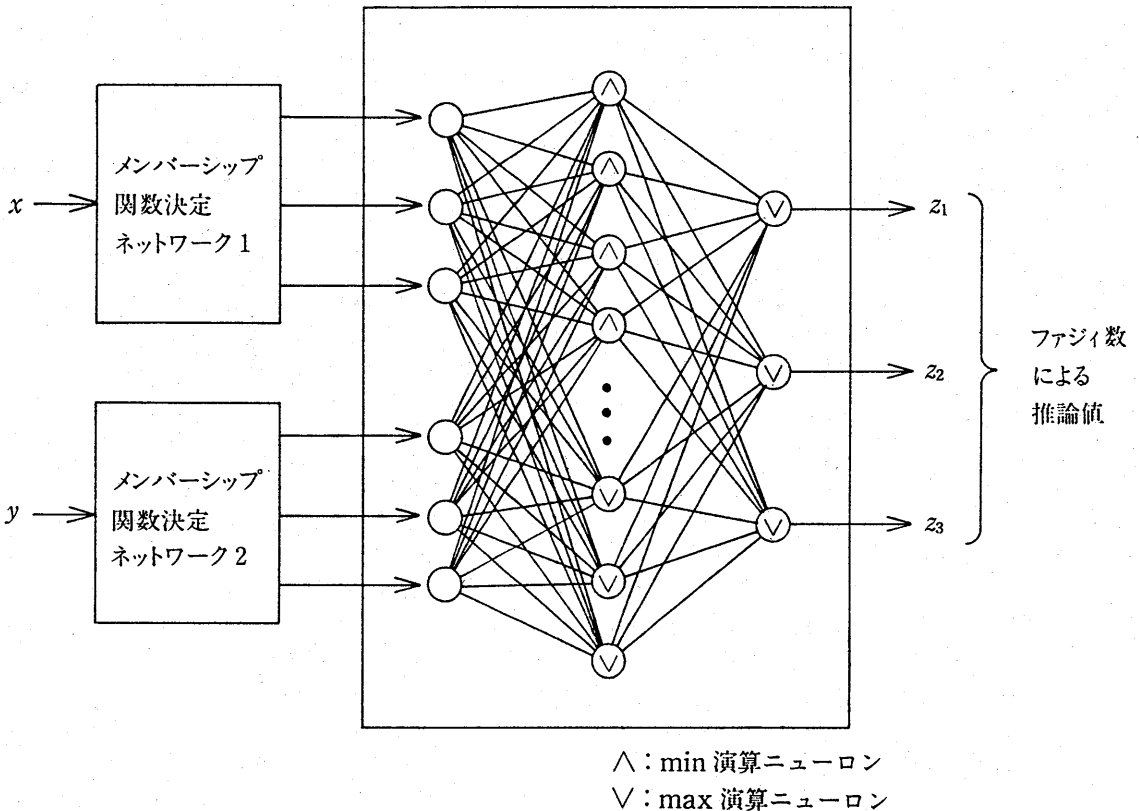 x
メンバーシップ
関数決定
ネットワーク1
y
メンバーシップ
関数決定
ネットワーク2
∧
∧
∧
∧
∨
∨
∨
∨
∨
∨
z₁
z₂
z₃
ファジィ数
による
推論値
∧:min 演算ニューロン
∨:max 演算ニューロン